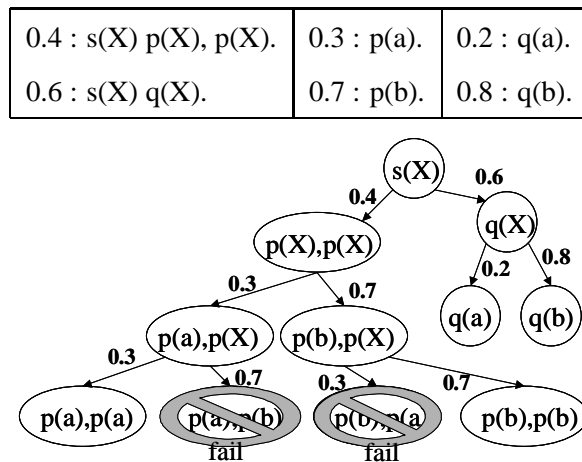 0.4 : s(X) p(X), p(X). 0.3 : p(a). 0.2 : q(a).
0.6 : s(X) q(X). 0.7 : p(b). 0.8 : q(b).
s(X)
0.4 0.6
p(X),p(X) q(X)
0.3 0.7 0.2 0.8
p(a),p(X) p(b),p(X) q(a) q(b)
0.3 0.7 0.3 0.7
p(a),p(a) p(a),p(b) p(b),p(a p(b),p(b)
fail fail